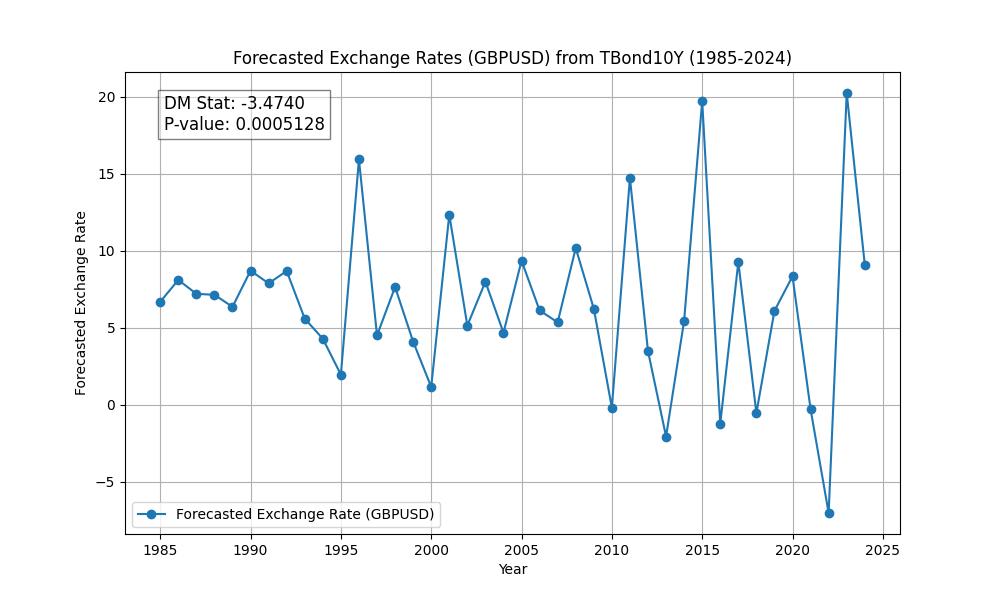 Forecasted Exchange Rates (GBPUSD) from TBond10Y (1985-2024)
DM Stat: -3.4740
P-value: 0.0005128
20
15
10
5
0
−5
Forecasted Exchange Rate
Forecasted Exchange Rate (GBPUSD)
1985 1990 1995 2000 2005 2010 2015 2020 2025
Year